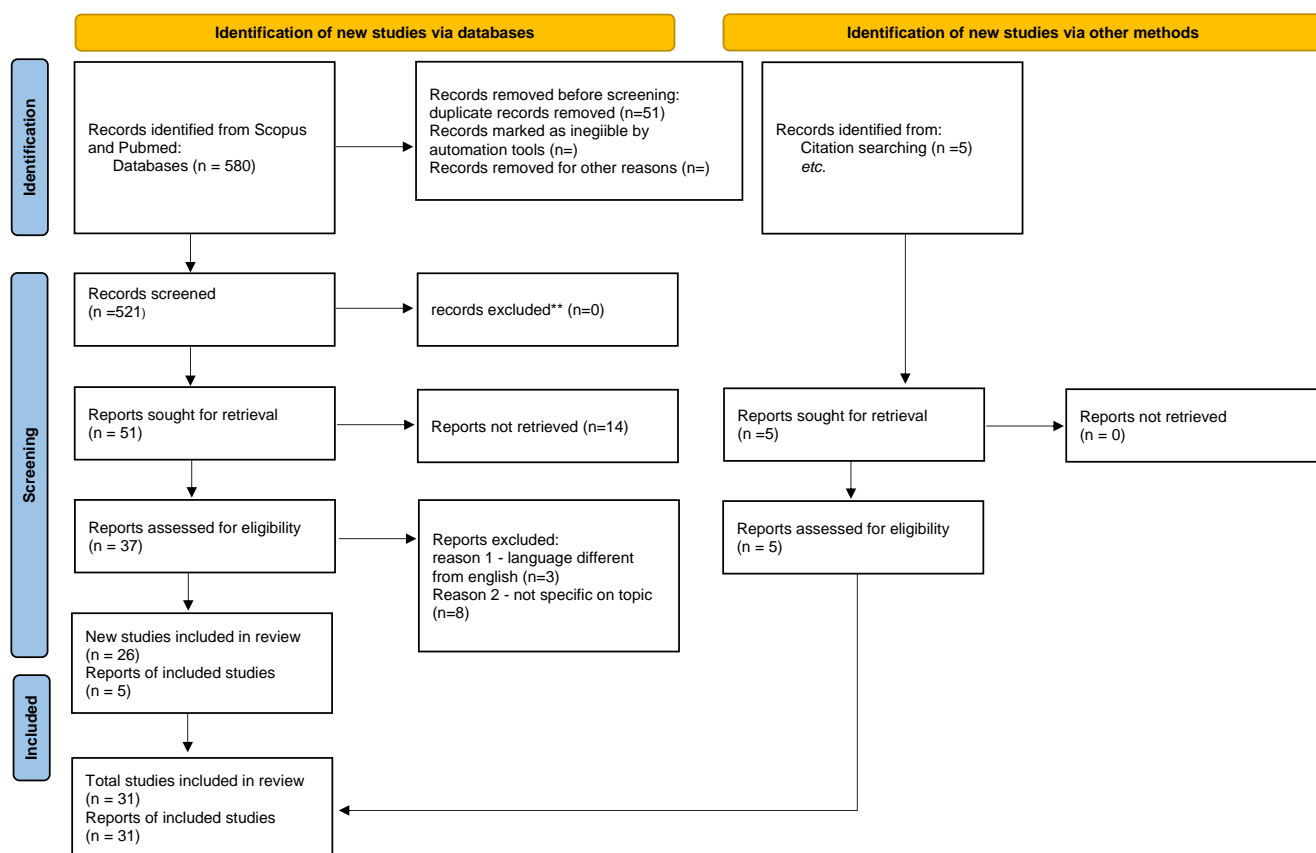 Identification of new studies via databases
Identification of new studies via other methods
Identification
Records identified from Scopus
and Pubmed:
Databases (n = 580)
Records removed before screening:
duplicate records removed (n=51)
Records marked as inegiible by
automation tools (n=)
Records removed for other reasons (n=)
Records identified from:
Citation searching (n =5)
etc.
Screening
Records screened
(n =521)
records excluded** (n=0)
Reports sought for retrieval
(n = 51)
Reports not retrieved (n=14)
Reports sought for retrieval
(n =5)
Reports not retrieved
(n = 0)
Reports assessed for eligibility
(n = 37)
Reports excluded:
reason 1 - language different
from english (n=3)
Reason 2 - not specific on topic
(n=8)
Reports assessed for eligibility
(n = 5)
New studies included in review
(n = 26)
Reports of included studies
(n = 5)
Included
Total studies included in review
(n = 31)
Reports of included studies
(n = 31)